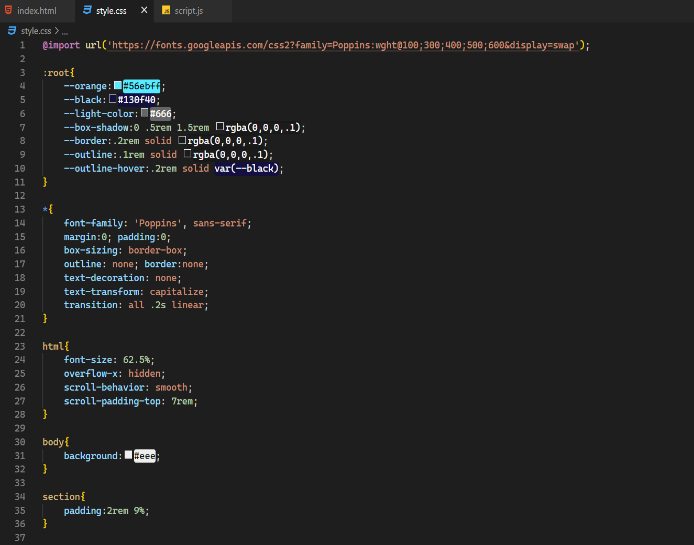 index.html style.css script.js
style.css > ...
1 @import url('https://fonts.googleapis.com/css2?family=Poppins:wght@100;300;400;500;600&display=swap');
2
3 :root{
4 --orange:#56ebff;
5 --black:#130f40;
6 --light-color:#666;
7 --box-shadow:0 .5rem 1.5rem rgba(0,0,0,.1);
8 --border:.2rem solid rgba(0,0,0,.1);
9 --outline:.1rem solid rgba(0,0,0,.1);
10 --outline-hover:.2rem solid var(--black);
11 }
12
13 *{
14 font-family: 'Poppins', sans-serif;
15 margin:0; padding:0;
16 box-sizing: border-box;
17 outline: none; border:none;
18 text-decoration: none;
19 text-transform: capitalize;
20 transition: all .2s linear;
21 }
22
23 html{
24 font-size: 62.5%;
25 overflow-x: hidden;
26 scroll-behavior: smooth;
27 scroll-padding-top: 7rem;
28 }
29
30 body{
31 background:#eee;
32 }
33
34 section{
35 padding:2rem 9%;
36 }
37